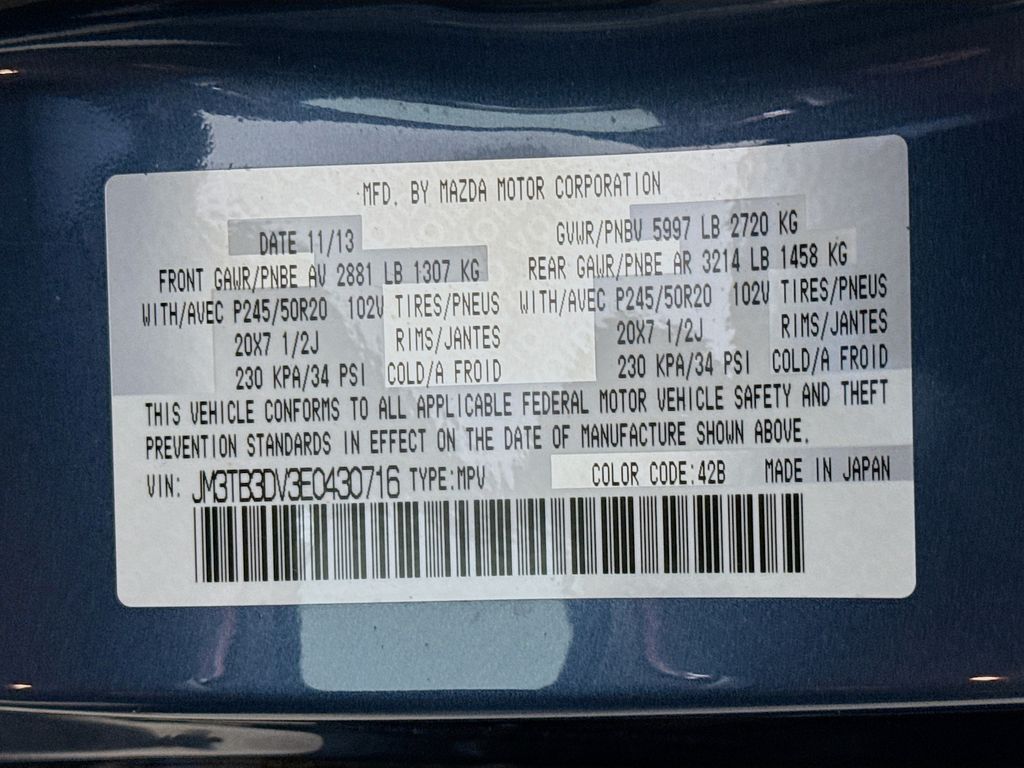 MFD. BY MAZDA MOTOR CORPORATION
DATE 11/13 GVWR/PNBV 5997 LB 2720 KG
FRONT GAWR/PNBE AV 2881 LB 1307 KG REAR GAWR/PNBE AR 3214 LB 1458 KG
WITH/AVEC P245/50R20 102V TIRES/PNEUS WITH/AVEC P245/50R20 102V TIRES/PNEUS
20X7 1/2J RIMS/JANTES 20X7 1/2J RIMS/JANTES
230 KPA/34 PSI COLD/A FROID 230 KPA/34 PSI COLD/A FROID
THIS VEHICLE CONFORMS TO ALL APPLICABLE FEDERAL MOTOR VEHICLE SAFETY AND THEFT
PREVENTION STANDARDS IN EFFECT ON THE DATE OF MANUFACTURE SHOWN ABOVE.
VIN: JM3TB3DV3E0430716 TYPE:MPV COLOR CODE:42B MADE IN JAPAN